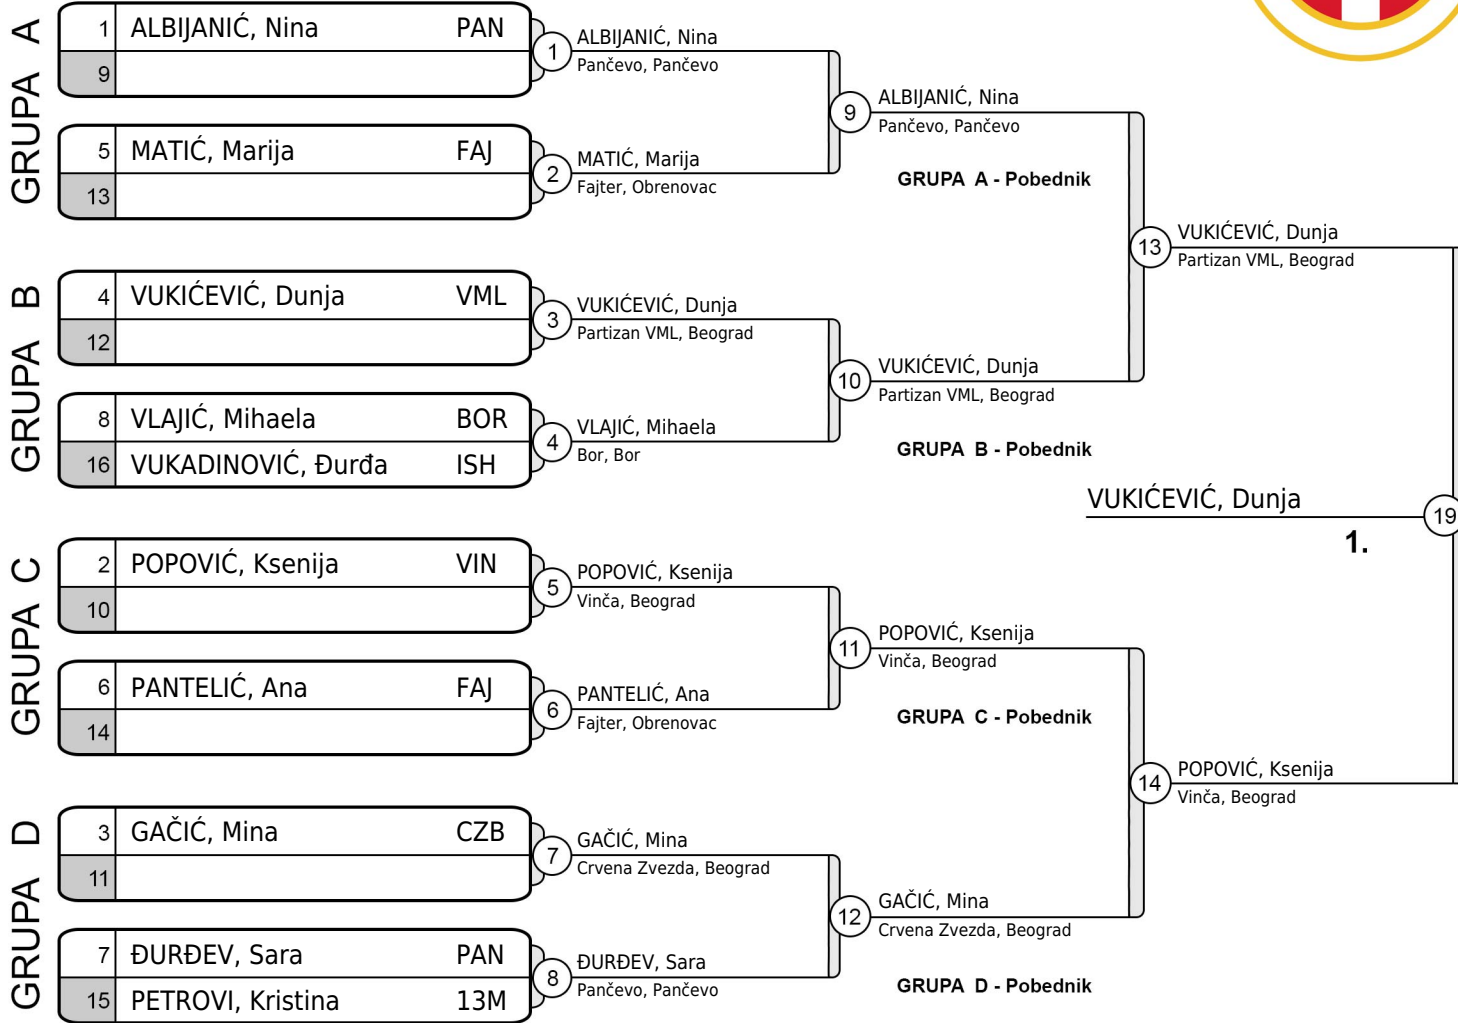 GRUPA A
1 ALBIJANIĆ, Nina PAN
9
5 MATIĆ, Marija FAJ
13
GRUPA B
4 VUKIĆEVIĆ, Dunja VML
12
8 VLAJIĆ, Mihaela BOR
16 VUKADINOVIĆ, Đurđa ISH
GRUPA C
2 POPOVIĆ, Ksenija VIN
10
6 PANTELIĆ, Ana FAJ
14
GRUPA D
3 GAČIĆ, Mina CZB
11
7 ĐURĐEV, Sara PAN
15 PETROVI, Kristina 13M
1 ALBIJANIĆ, Nina
Pančevo, Pančevo
2 MATIĆ, Marija
Fajter, Obrenovac
3 VUKIĆEVIĆ, Dunja
Partizan VML, Beograd
4 VLAJIĆ, Mihaela
Bor, Bor
5 POPOVIĆ, Ksenija
Vinča, Beograd
6 PANTELIĆ, Ana
Fajter, Obrenovac
7 GAČIĆ, Mina
Crvena Zvezda, Beograd
8 ĐURĐEV, Sara
Pančevo, Pančevo
9 ALBIJANIĆ, Nina
Pančevo, Pančevo
GRUPA A - Pobednik
10 VUKIĆEVIĆ, Dunja
Partizan VML, Beograd
GRUPA B - Pobednik
11 POPOVIĆ, Ksenija
Vinča, Beograd
GRUPA C - Pobednik
12 GAČIĆ, Mina
Crvena Zvezda, Beograd
GRUPA D - Pobednik
13 VUKIĆEVIĆ, Dunja
Partizan VML, Beograd
14 POPOVIĆ, Ksenija
Vinča, Beograd
VUKIĆEVIĆ, Dunja 19
1.